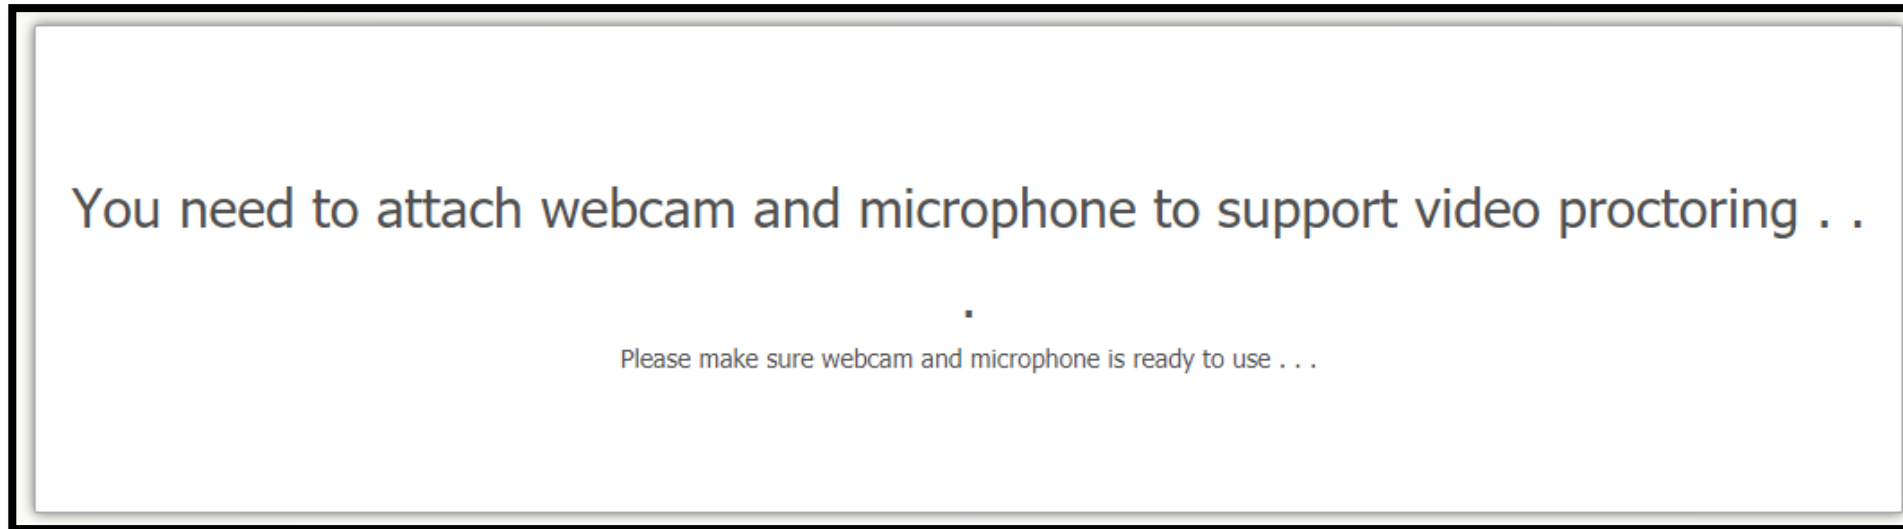 You need to attach webcam and microphone to support video proctoring . .
.
Please make sure webcam and microphone is ready to use . . .